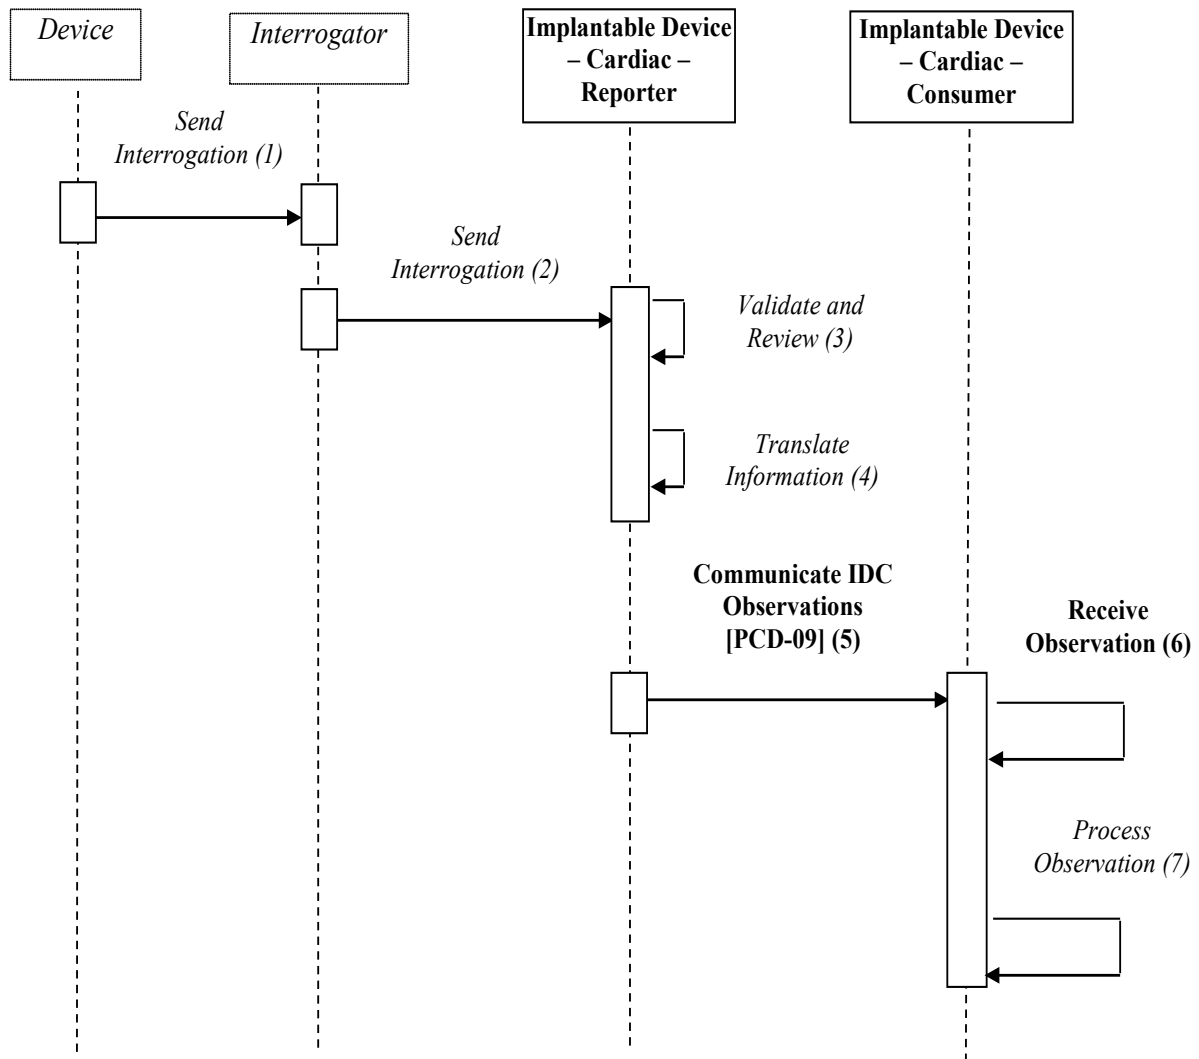 Device
Interrogator
Implantable Device
– Cardiac –
Reporter
Implantable Device
– Cardiac –
Consumer
Send
Interrogation (1)
Send
Interrogation (2)
Validate and
Review (3)
Translate
Information (4)
Communicate IDC
Observations
[PCD-09] (5)
Receive
Observation (6)
Process
Observation (7)